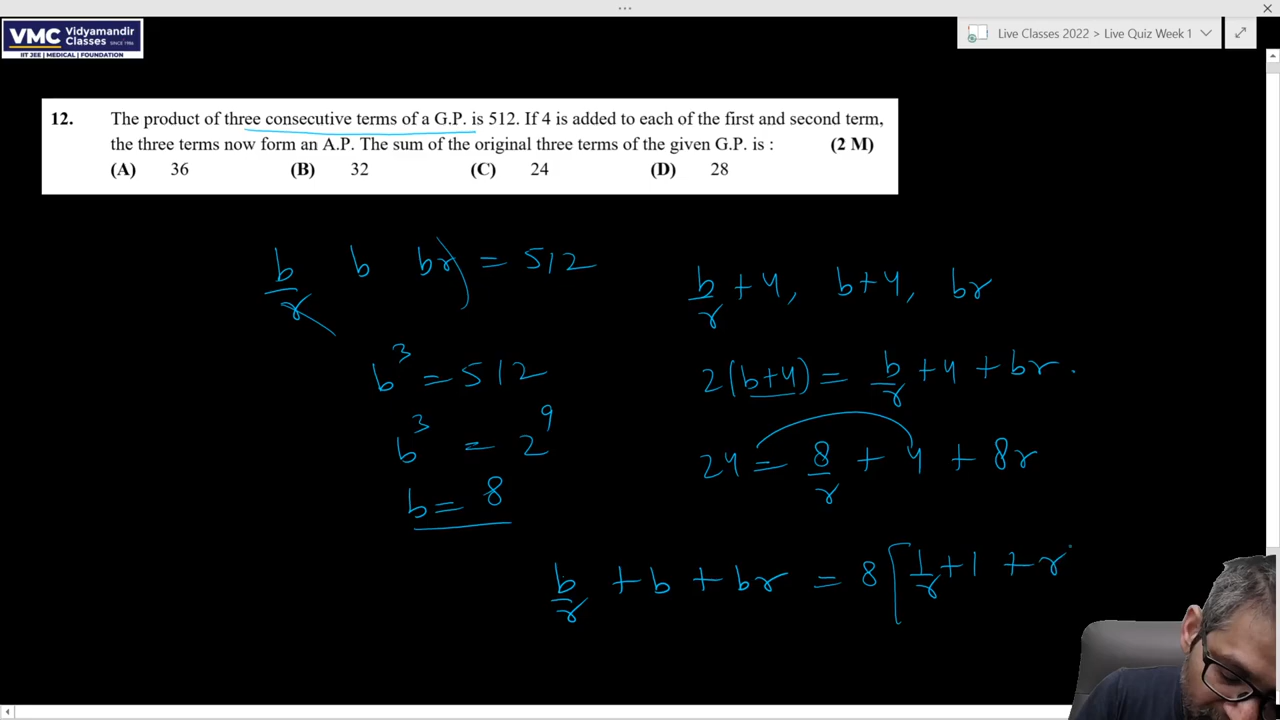 VMC Vidyamandir Classes SINCE 1986
IIT JEE | MEDICAL | FOUNDATION
Live Classes 2022 > Live Quiz Week 1
12. The product of three consecutive terms of a G.P. is 512. If 4 is added to each of the first and second term,
the three terms now form an A.P. The sum of the original three terms of the given G.P. is : (2 M)
(A) 36 (B) 32 (C) 24 (D) 28
b/r b br) = 512
b³ = 512
b³ = 2⁹
b = 8
b/r + 4, b+4, br
2(b+4) = b/r + 4 + br.
24 = 8/r + 4 + 8r
b/r + b + br = 8[1/r + 1 + r